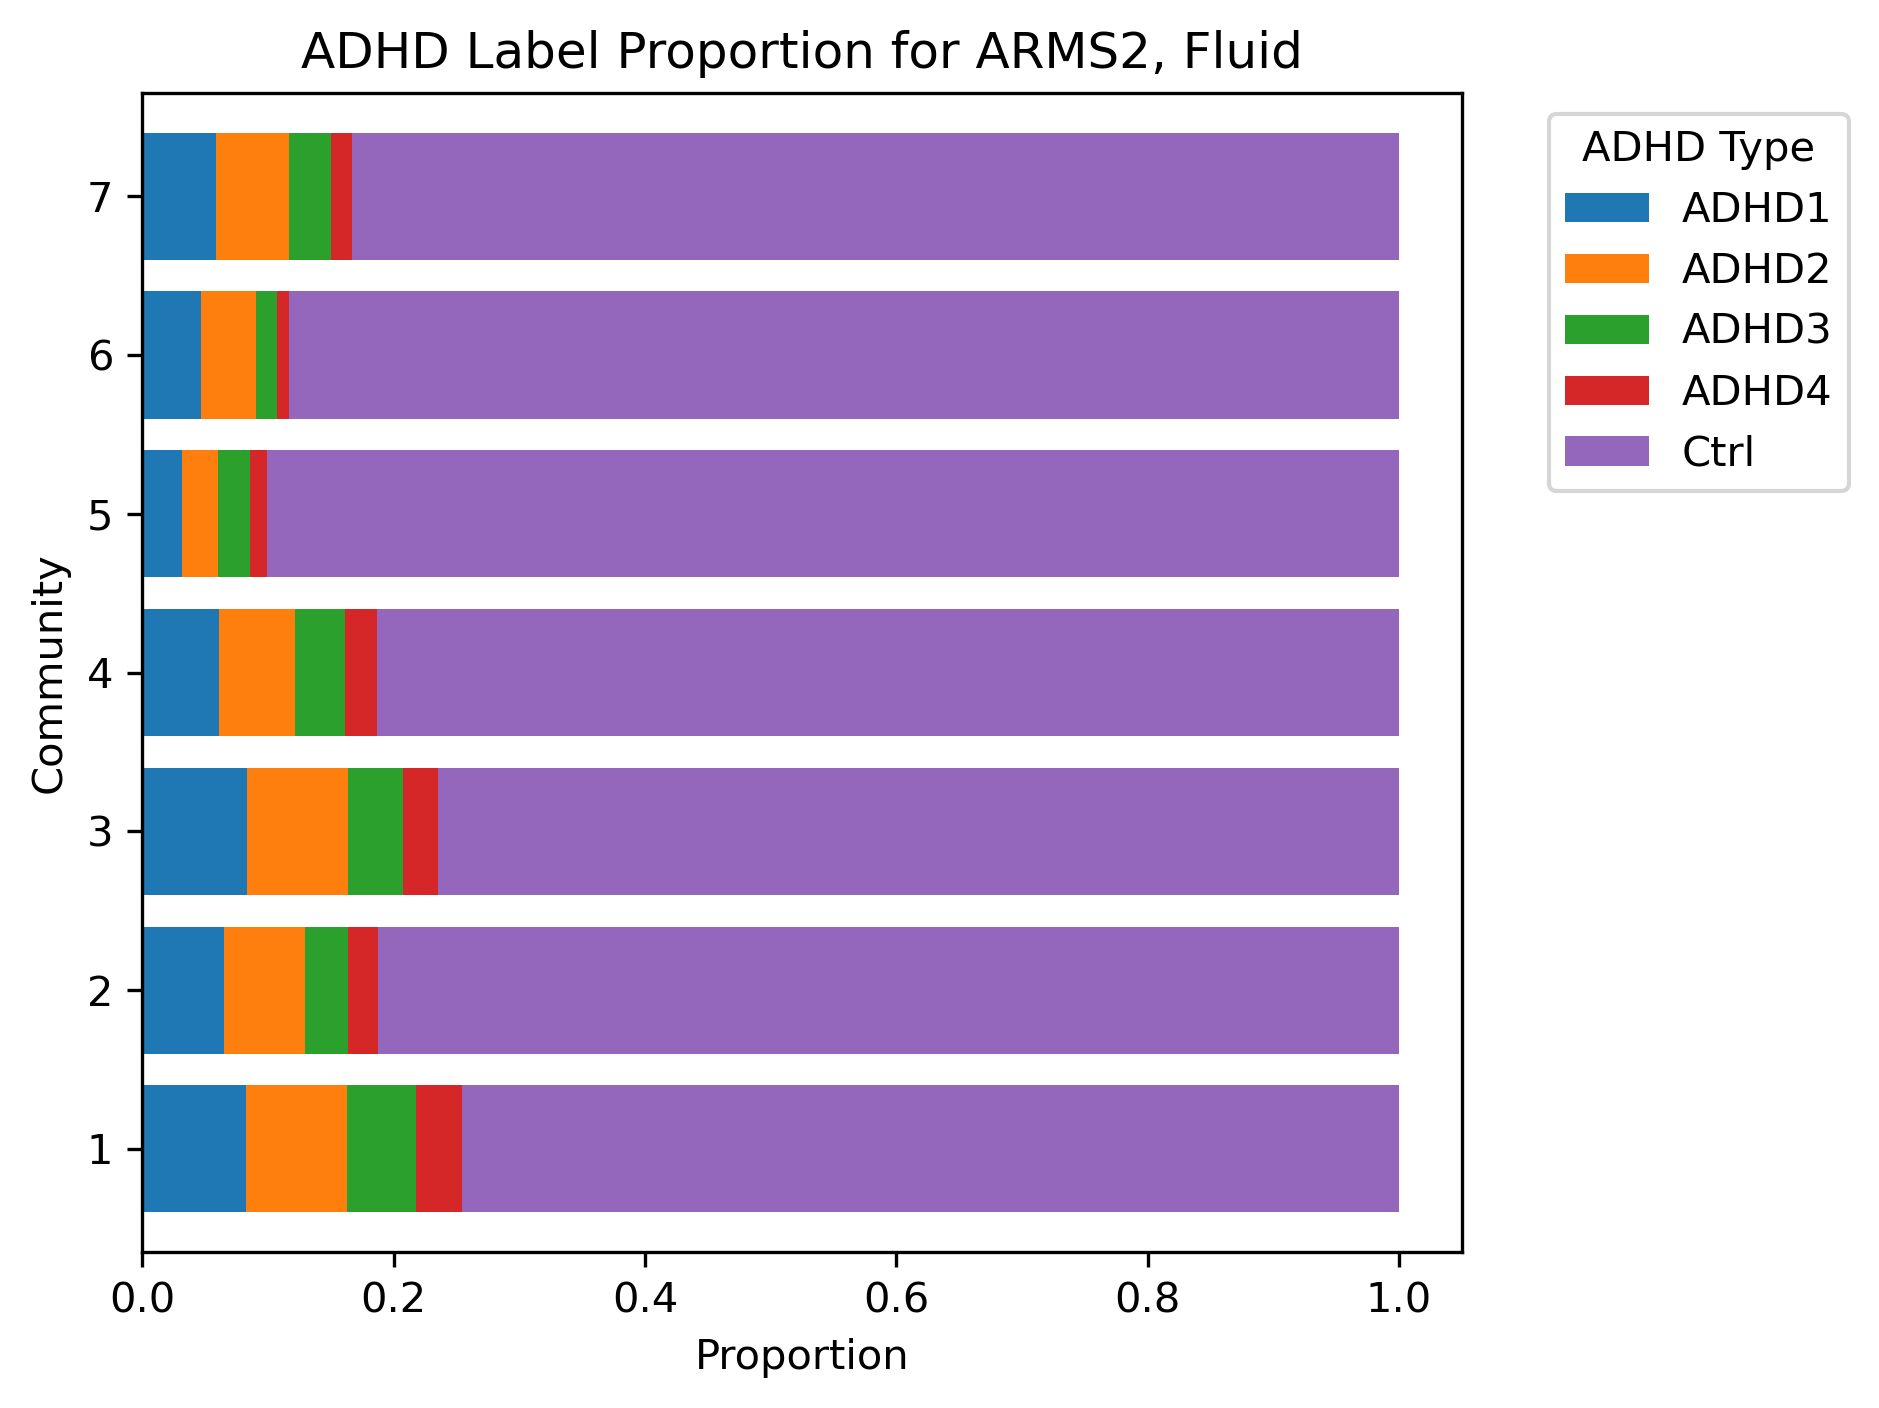 ADHD Label Proportion for ARMS2, Fluid
ADHD Type
ADHD1
ADHD2
ADHD3
ADHD4
Ctrl
Community
7
6
5
4
3
2
1
0.0 0.2 0.4 0.6 0.8 1.0
Proportion